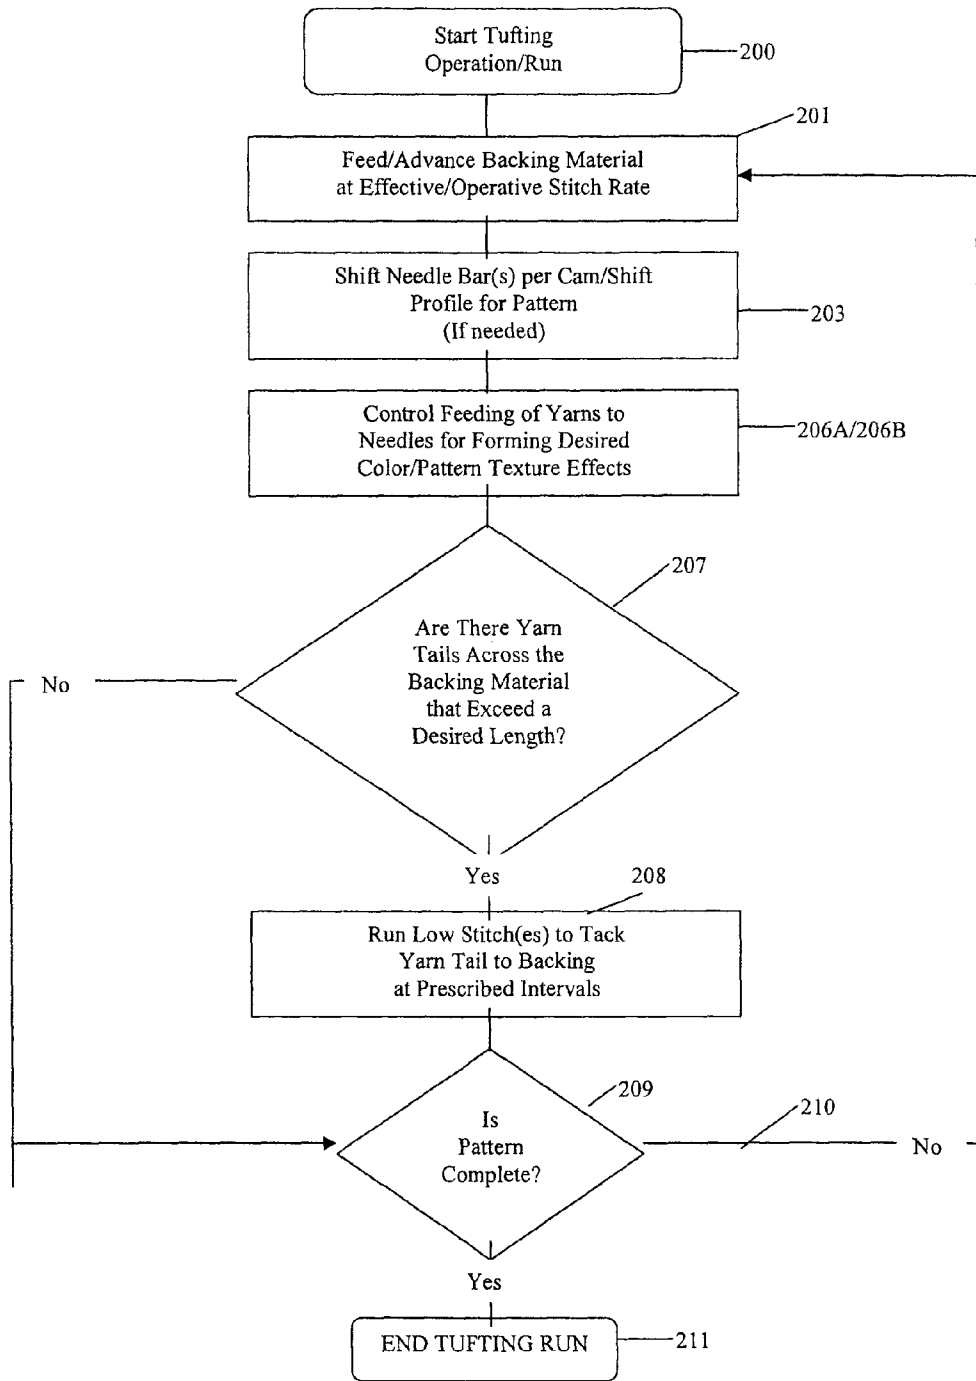 Start Tufting
Operation/Run
200
201
Feed/Advance Backing Material
at Effective/Operative Stitch Rate
Shift Needle Bar(s) per Cam/Shift
Profile for Pattern
(If needed)
203
Control Feeding of Yarns to
Needles for Forming Desired
Color/Pattern Texture Effects
206A/206B
207
Are There Yarn
Tails Across the
Backing Material
that Exceed a
Desired Length?
No
Yes
208
Run Low Stitch(es) to Tack
Yarn Tail to Backing
at Prescribed Intervals
209
Is
Pattern
Complete?
210
No
Yes
END TUFTING RUN
211